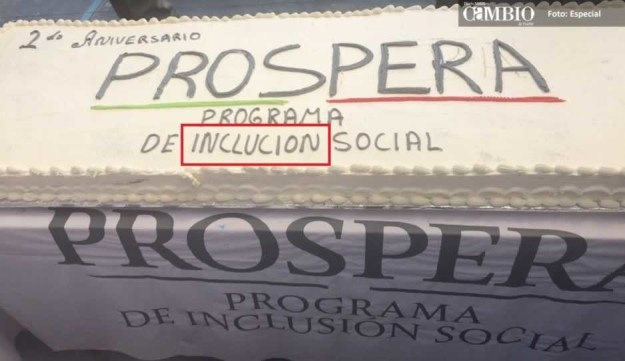 CAMBIO
Foto: Especial
2do ANIVERSARIO
PROSPERA
PROGRAMA
DE INCLUCION SOCIAL
PROSPERA
PROGRAMA
DE INCLUSIÓN SOCIAL